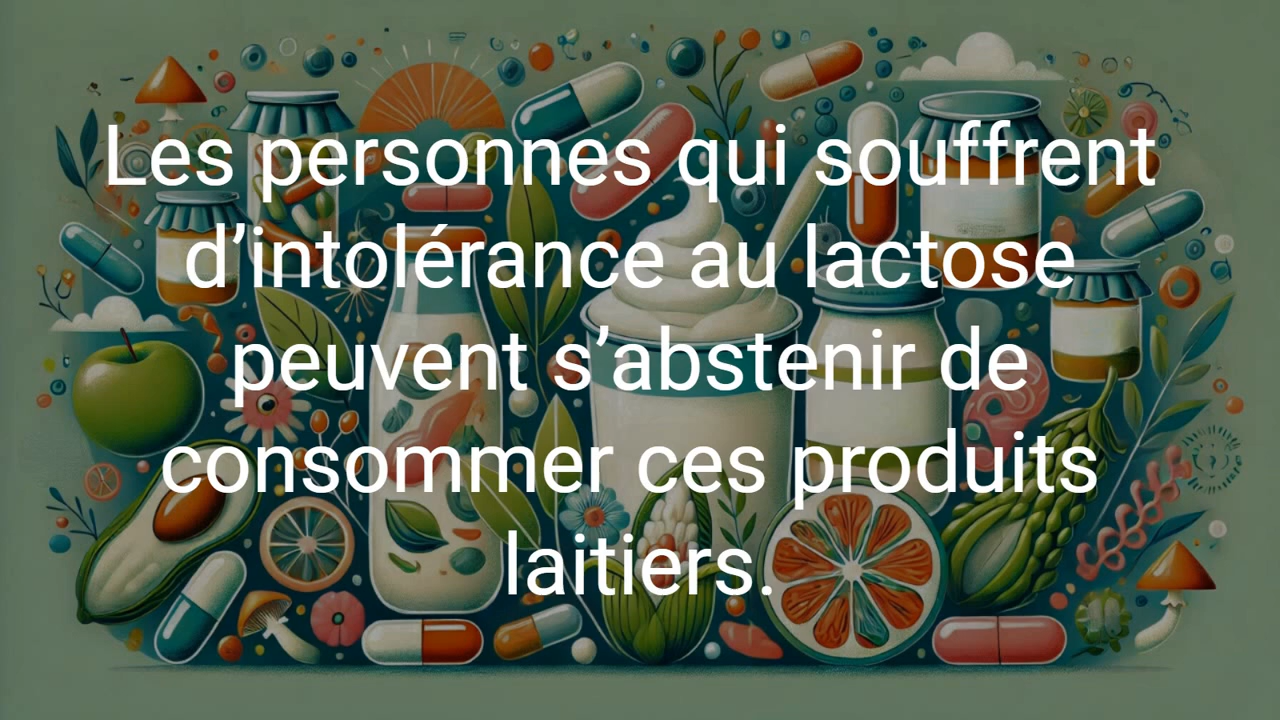 Les personnes qui souffrent
d’intolérance au lactose
peuvent s’abstenir de
consommer ces produits
laitiers.